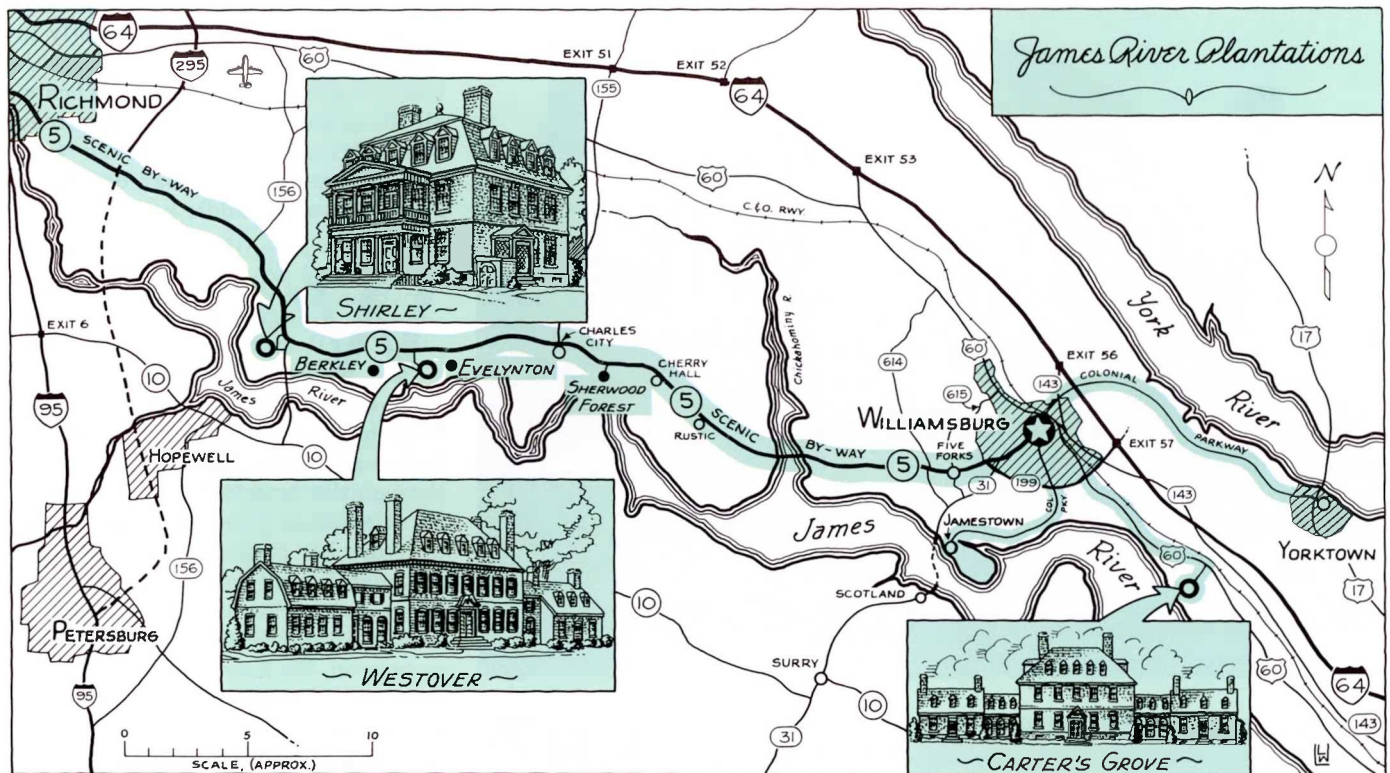 James River Plantations
64
295
60
EXIT 51
EXIT 52
155
64
RICHMOND
5
SCENIC BY-WAY
156
EXIT 53
60
C.&O. RWY.
N
SHIRLEY
York
River
17
EXIT 6
10
95
James
River
BERKLEY
5
EVELYNTON
CHARLES
CITY
SHERWOOD
FOREST
CHERRY
HALL
5
RUSTIC
SCENIC
BY-WAY
5
Chickahominy R.
614
60
615
143
EXIT 56
COLONIAL
PARKWAY
WILLIAMSBURG
FIVE
FORKS
31
199
EXIT 57
COL
PKY
143
60
YORKTOWN
17
HOPEWELL
10
156
PETERSBURG
95
WESTOVER
James
River
JAMESTOWN
SCOTLAND
10
SURRY
10
31
60
64
143
CARTER'S GROVE
0 5 10
SCALE, (APPROX.)